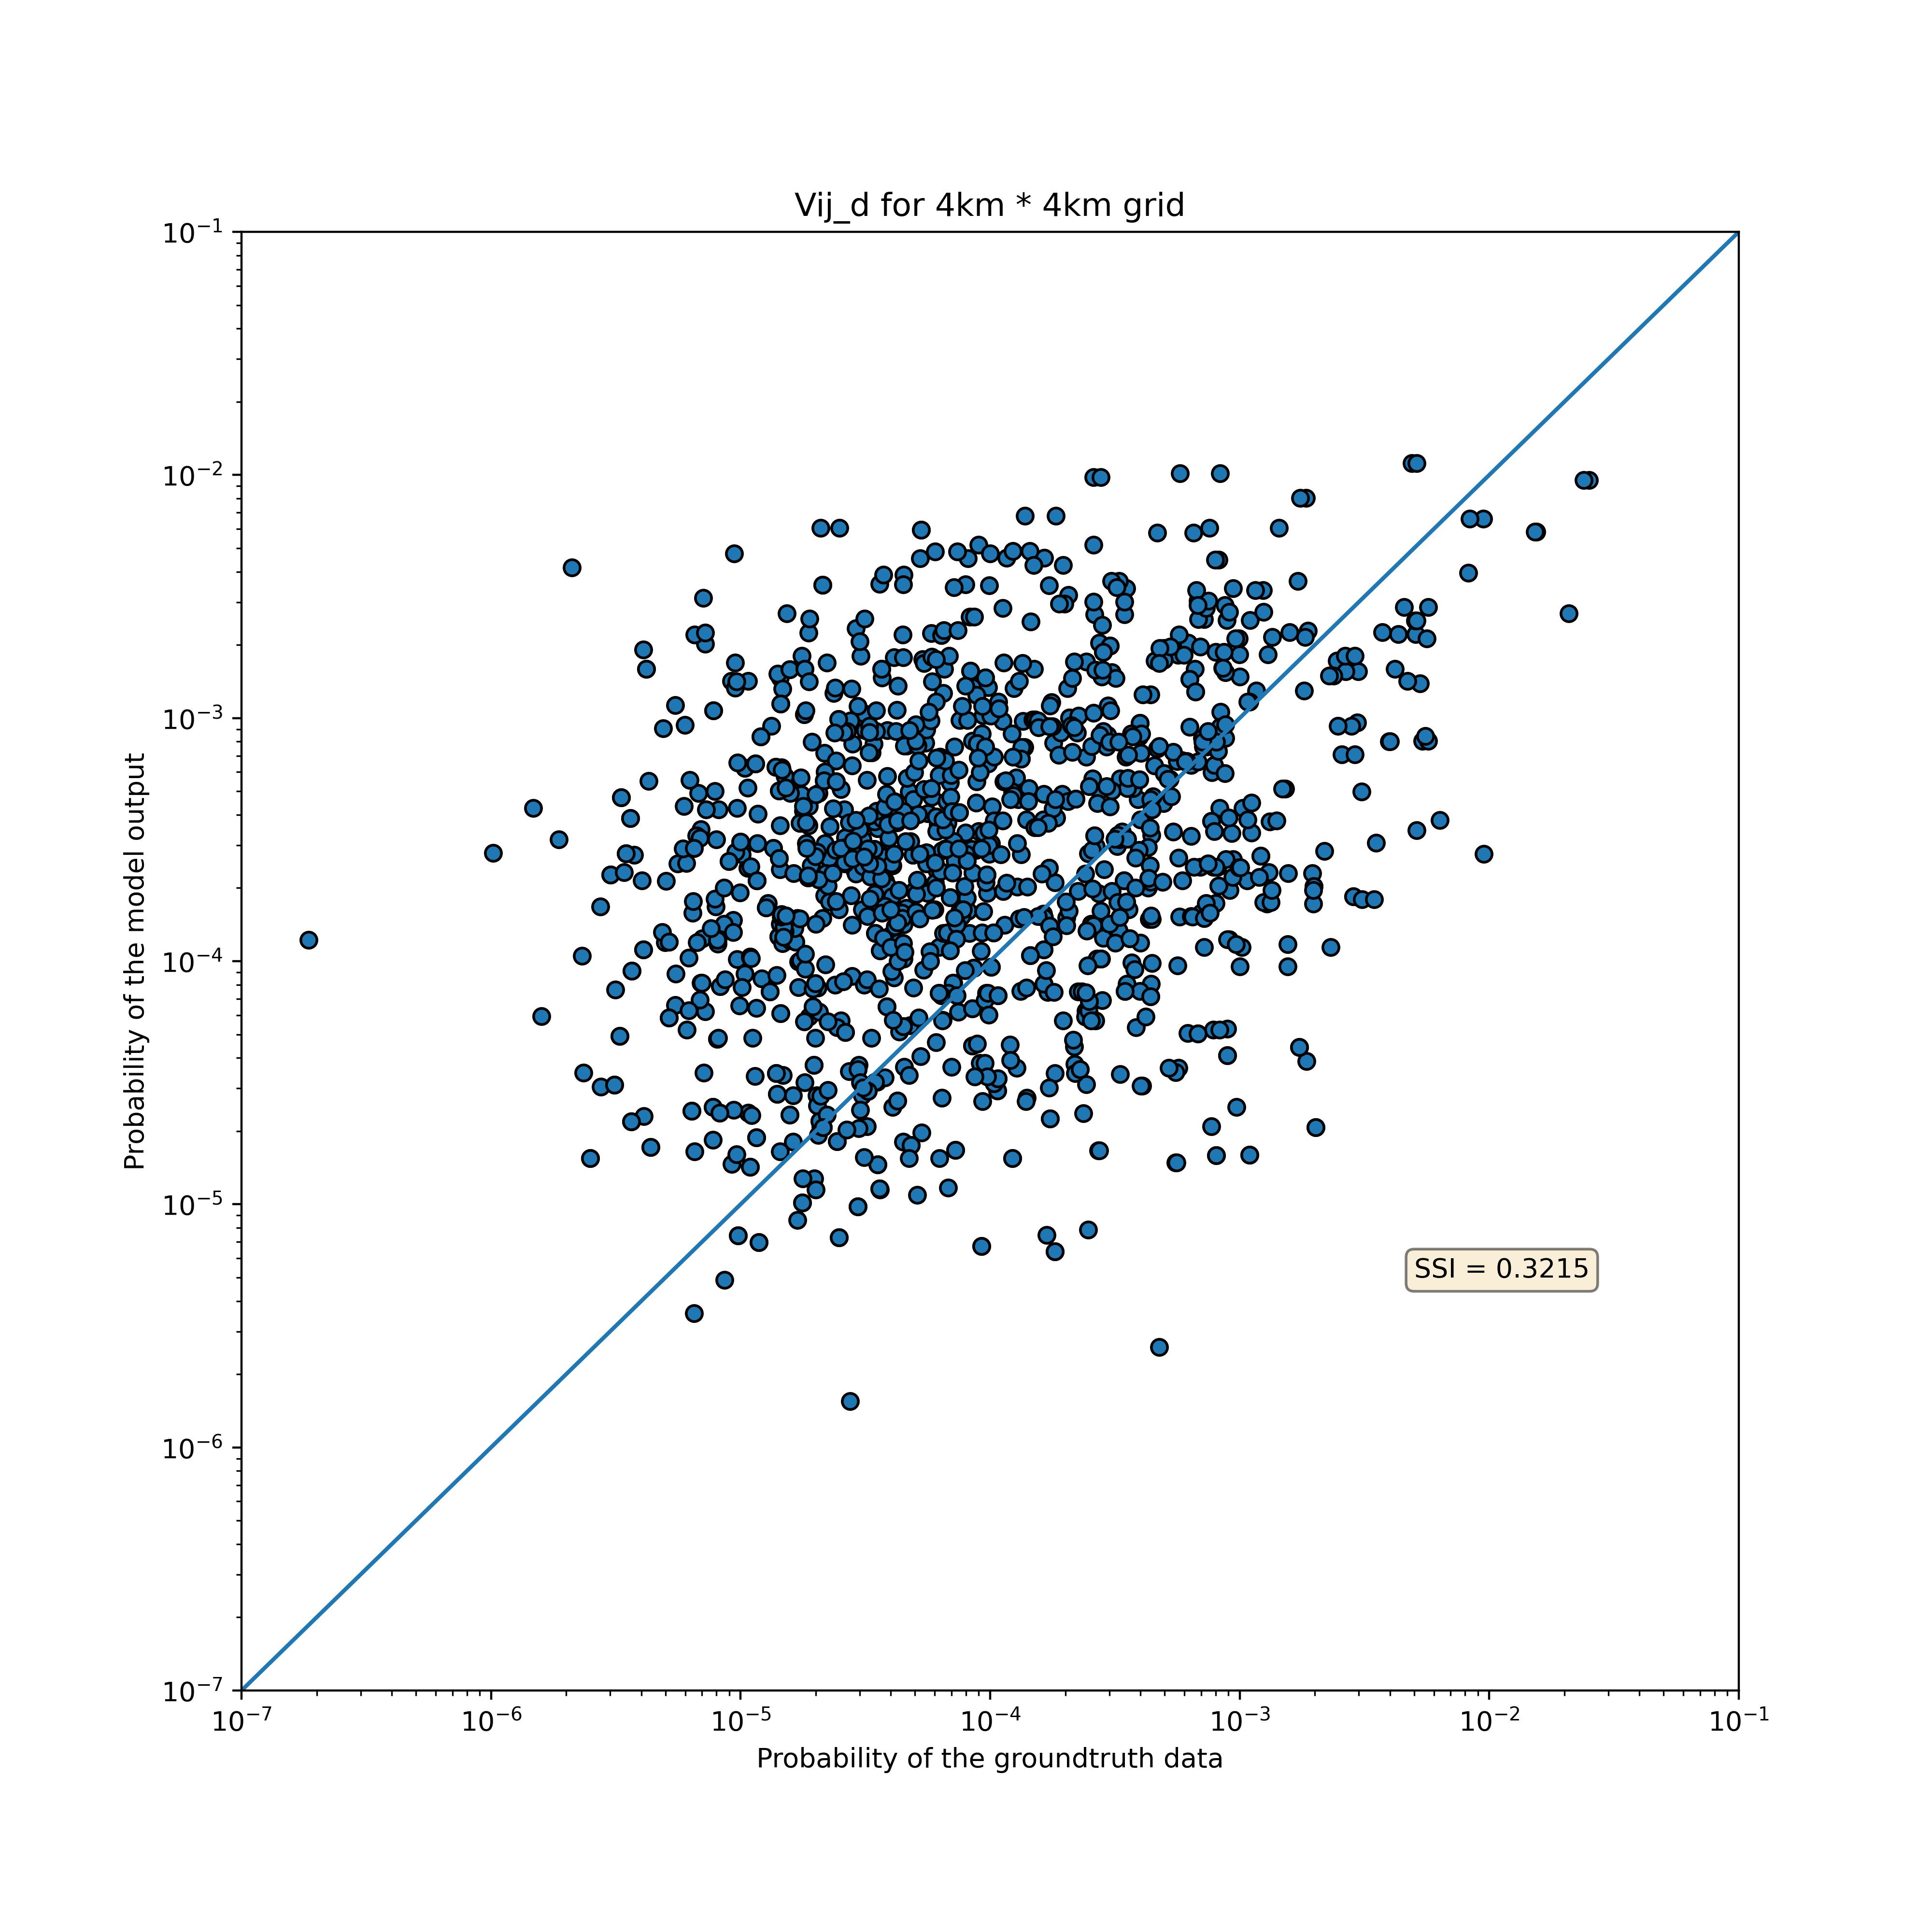 Vij_d for 4km * 4km grid
10⁻¹
10⁻²
10⁻³
10⁻⁴
10⁻⁵
10⁻⁶
10⁻⁷
Probability of the model output
SSI = 0.3215
10⁻⁷ 10⁻⁶ 10⁻⁵ 10⁻⁴ 10⁻³ 10⁻² 10⁻¹
Probability of the groundtruth data